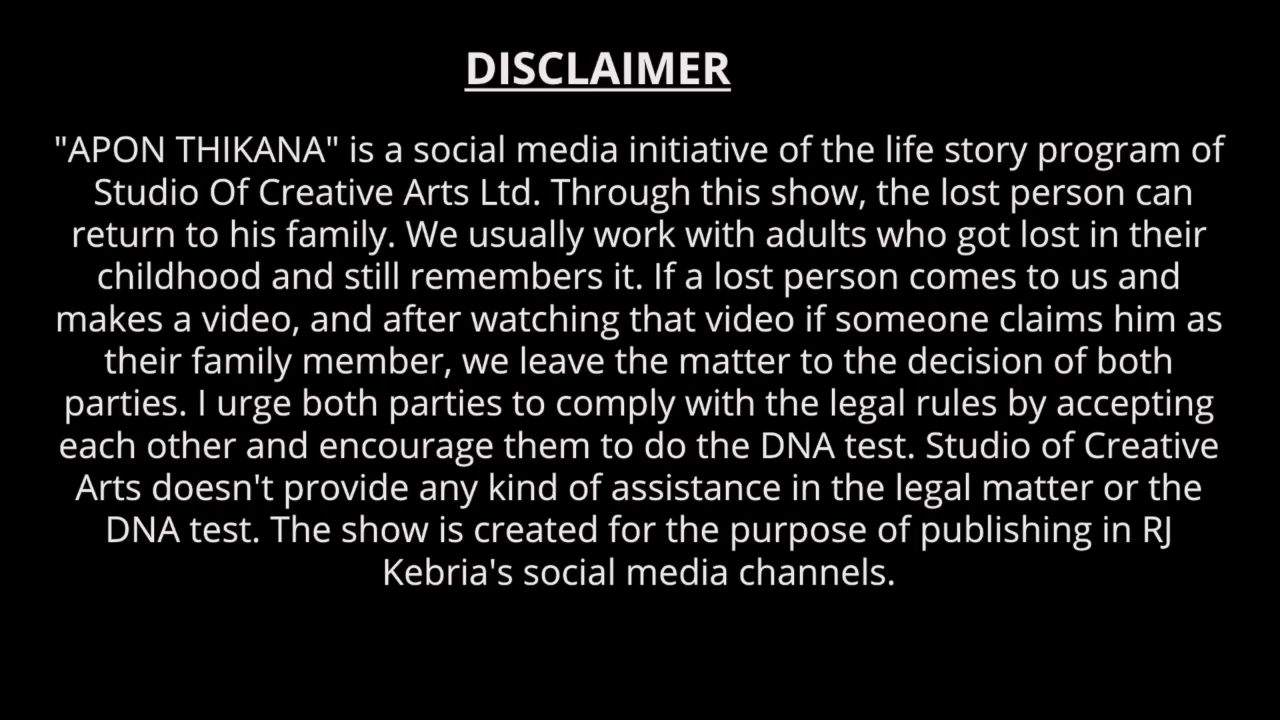 DISCLAIMER
"APON THIKANA" is a social media initiative of the life story program of
Studio Of Creative Arts Ltd. Through this show, the lost person can
return to his family. We usually work with adults who got lost in their
childhood and still remembers it. If a lost person comes to us and
makes a video, and after watching that video if someone claims him as
their family member, we leave the matter to the decision of both
parties. I urge both parties to comply with the legal rules by accepting
each other and encourage them to do the DNA test. Studio of Creative
Arts doesn't provide any kind of assistance in the legal matter or the
DNA test. The show is created for the purpose of publishing in RJ
Kebria's social media channels.